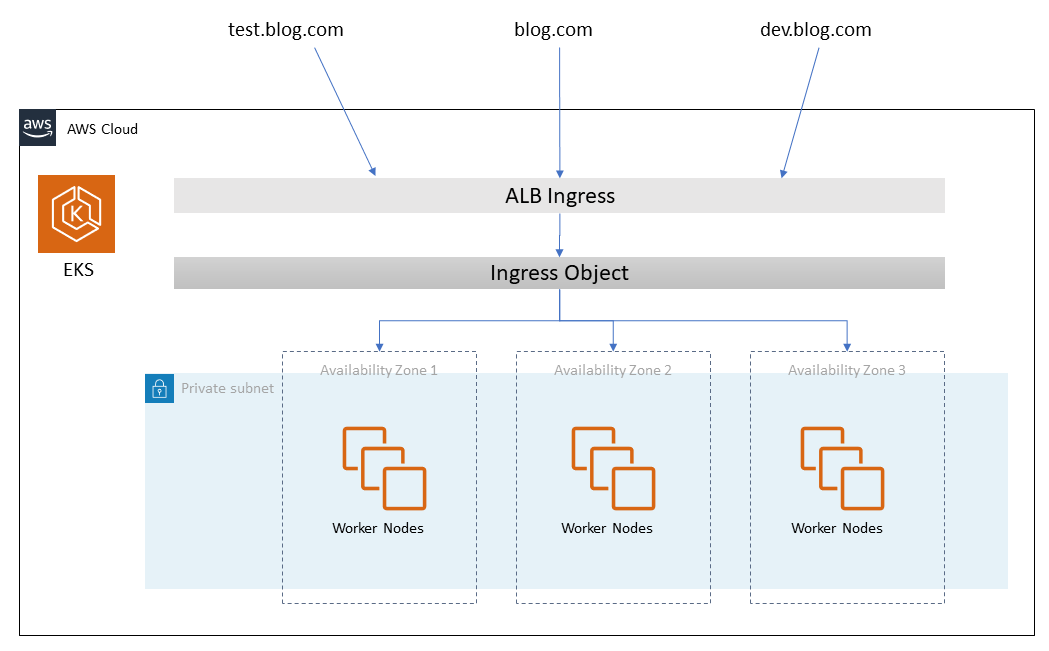 test.blog.com
blog.com
dev.blog.com
aws
AWS Cloud
K
EKS
ALB Ingress
Ingress Object
Availability Zone 1
Availability Zone 2
Availability Zone 3
Private subnet
Worker Nodes
Worker Nodes
Worker Nodes